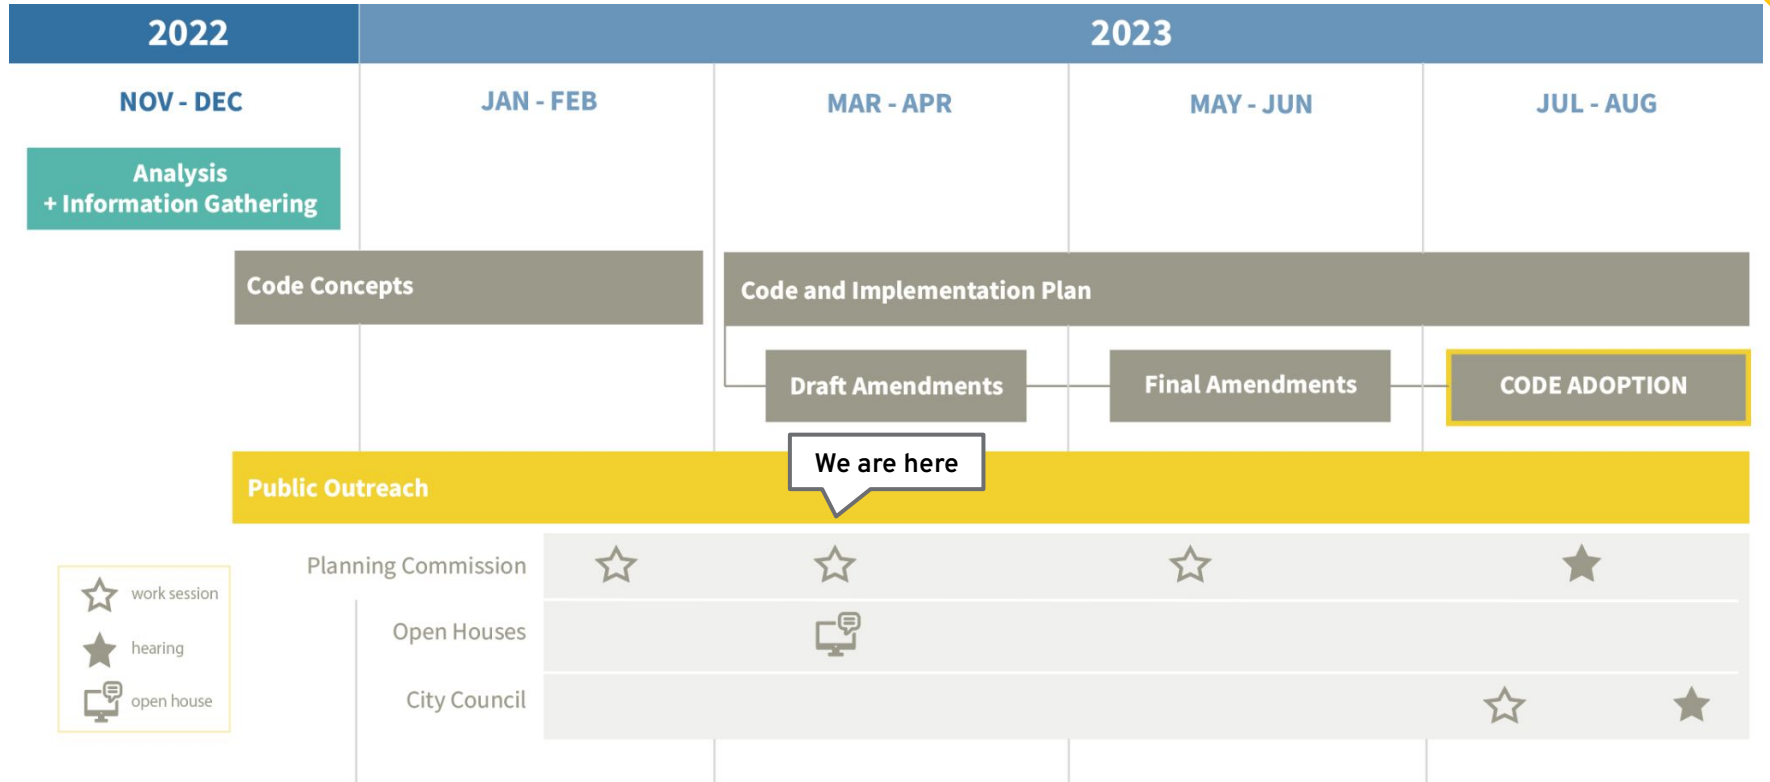 2022
2023
NOV - DEC
JAN - FEB
MAR - APR
MAY - JUN
JUL - AUG
Analysis
+ Information Gathering
Code Concepts
Code and Implementation Plan
Draft Amendments
Final Amendments
CODE ADOPTION
We are here
Public Outreach
Planning Commission
Open Houses
City Council
work session
hearing
open house